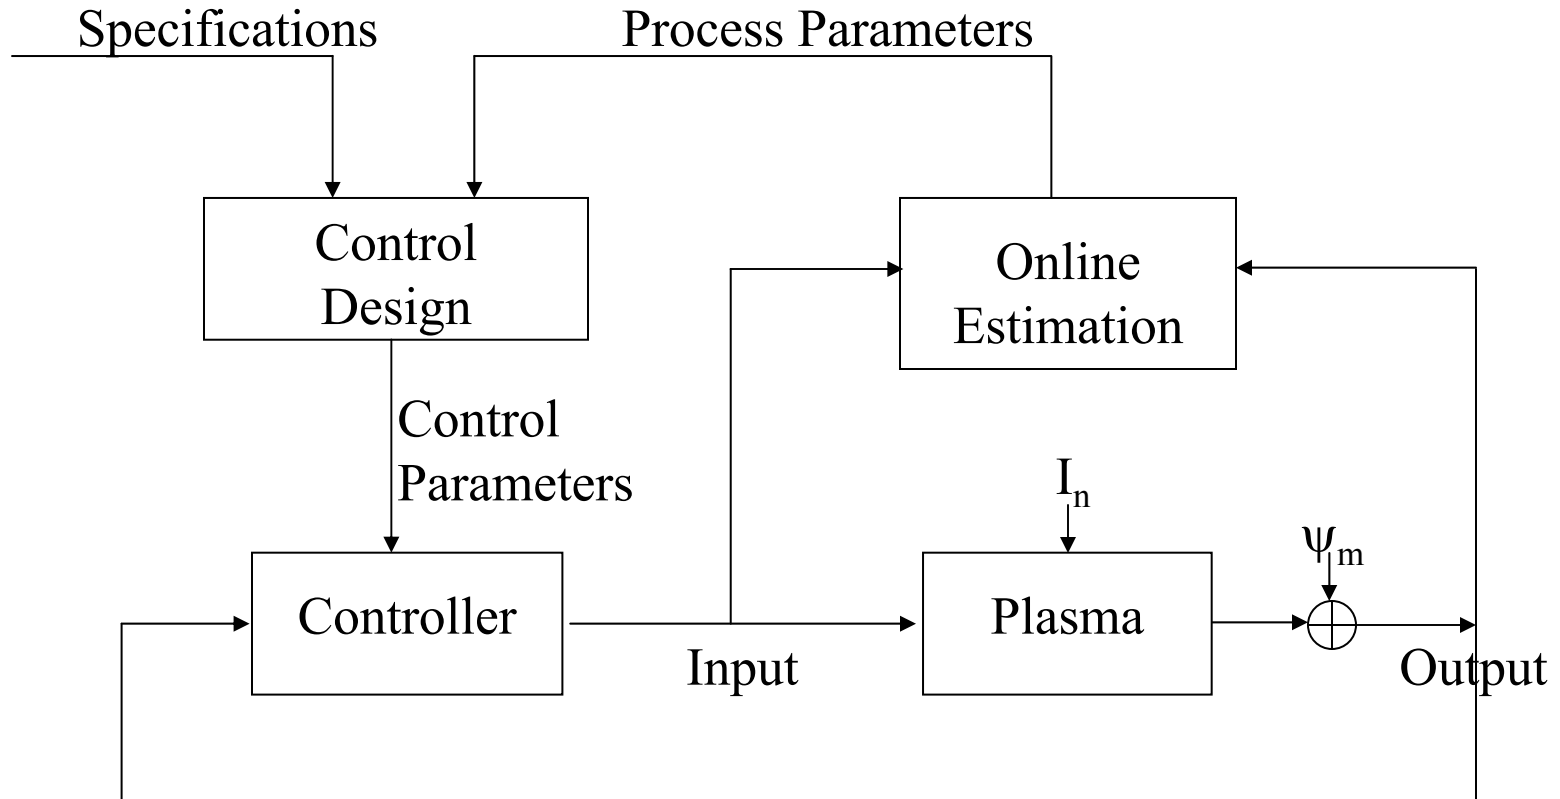 Specifications
Process Parameters
Control
Design
Online
Estimation
Control
Parameters
Iₙ
ψₘ
Controller
Plasma
Input
Output